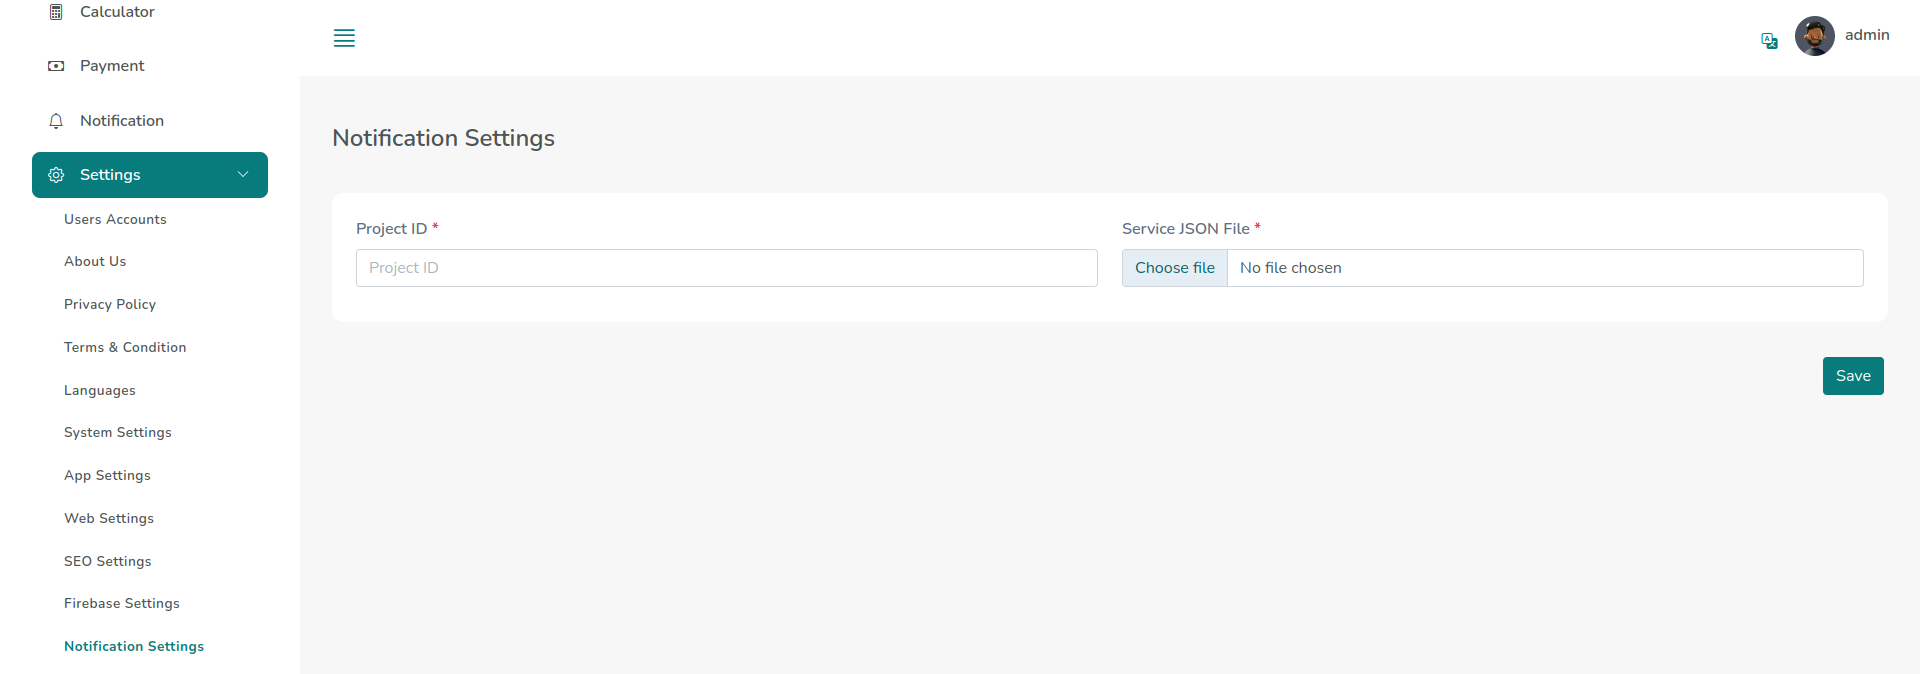 Calculator
Payment
Notification
Settings
Users Accounts
About Us
Privacy Policy
Terms & Condition
Languages
System Settings
App Settings
Web Settings
SEO Settings
Firebase Settings
Notification Settings
admin
Notification Settings
Project ID *
Project ID
Service JSON File *
Choose file No file chosen
Save